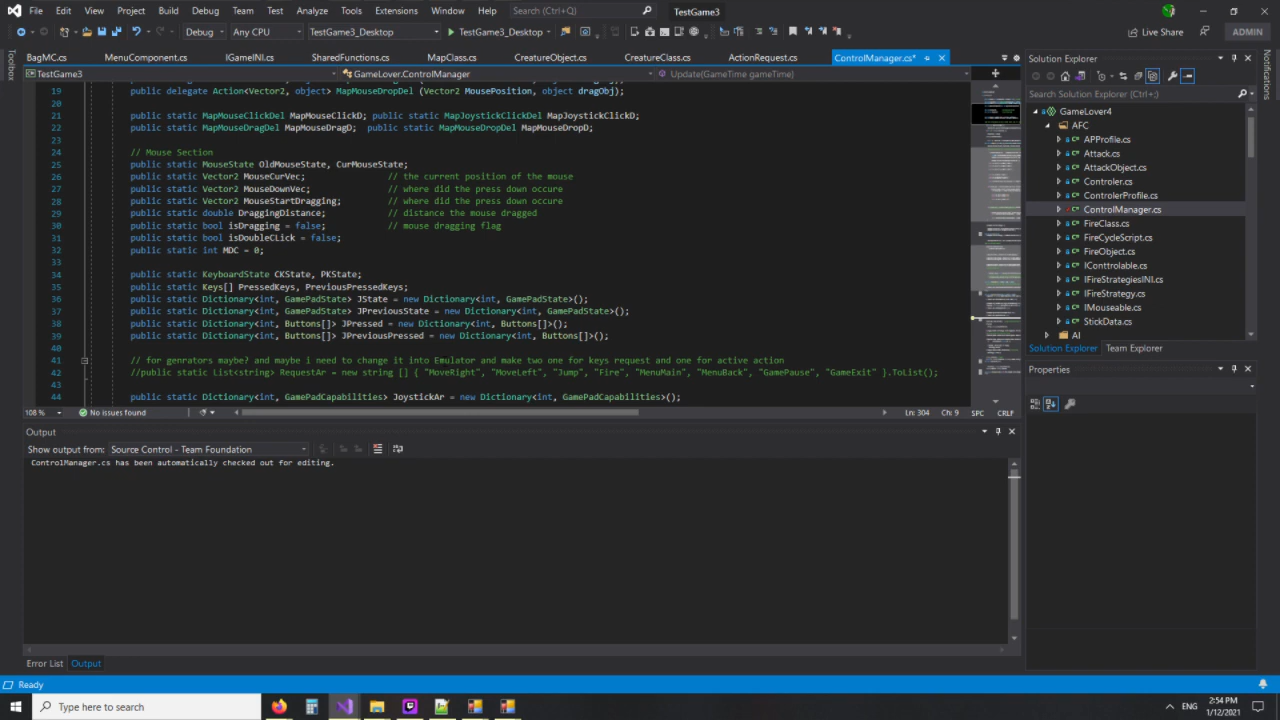 File Edit View Project Build Debug Team Test Analyze Tools Extensions Window Help Search (Ctrl+Q) TestGame3
Debug Any CPU TestGame3_Desktop TestGame3_Desktop Live Share ADMIN
BagMC.cs MenuComponent.cs IGameINI.cs SharedFunctions.cs MapClass.cs CreatureObject.cs CreatureClass.cs ActionRequest.cs ControlManager.cs*
TestGame3 GameLover.ControlManager Update(GameTime gameTime)
19 public delegate Action<Vector2, object> MapMouseDropDel (Vector2 MousePosition, object dragObj);
20
21 public static MapMouseClickDel public static
22 public static MapMouseDragDel public static MapMouseDropDel
23
24 Mouse Section
25 public static MouseState CurMouseState;
26 public static Vector2 // the current position of the mouse
27 public static Vector2 // where did the press down occure
28 public static Vector2 // where did the press down occure
29 public static double DraggingDistance; // distance the mouse dragged
30 public static bool isDragging = false; // mouse dragging flag
31 public static bool false;
32 public static int MDC = 0;
33
34 public static KeyboardState CKState, PKState;
35 public static Keys[]
36 public static Dictionary<int, GamePadState> JState = new Dictionary<int, GamePadState>();
37 public static Dictionary<int, GamePadState> JPreviousState = new Dictionary<int, GamePadState>();
38 public static Dictionary<int, Buttons[]> JPressed = new Dictionary<int, Buttons[]>();
39 public static Dictionary<int, Buttons[]> JPreviousPressed = new Dictionary<int, Buttons[]>();
40
41 // for genrators maybe? and maybe i need to change it into Emulater and make two one for keys request and one for active action
42 //public static List<string> RequestAr = new string [] { "MoveRight", "MoveLeft", "Jump", "Fire", "MenuMain", "MenuBack", "GamePause", "GameExit" }.ToList();
43
44 public static Dictionary<int, GamePadCapabilities> JoystickAr = new Dictionary<int, GamePadCapabilities>();
108 % No issues found Ln: 304 Ch: 9 SPC CRLF
Output
Show output from: Source Control - Team Foundation
ControlManager.cs has been automatically checked out for editing.
Error List Output
Ready
Toolbox
Solution Explorer
Search Solution Explorer (Ctrl+;)
GameLover4
AFC
APProfile.cs
Attack.cs
AttackObject.cs
Controler.cs
ControlerProfile.cs
ControlManager.cs
FireClass.cs
FireCycleScript.cs
FireObject.cs
IControlable.cs
IFireStrategiesINI.cs
IFireStrategy.cs
IMouseable.cs
StickData.cs
AI
Solution Explorer Team Explorer
Properties
Notifications
Type here to search
ENG
2:54 PM
1/12/2021